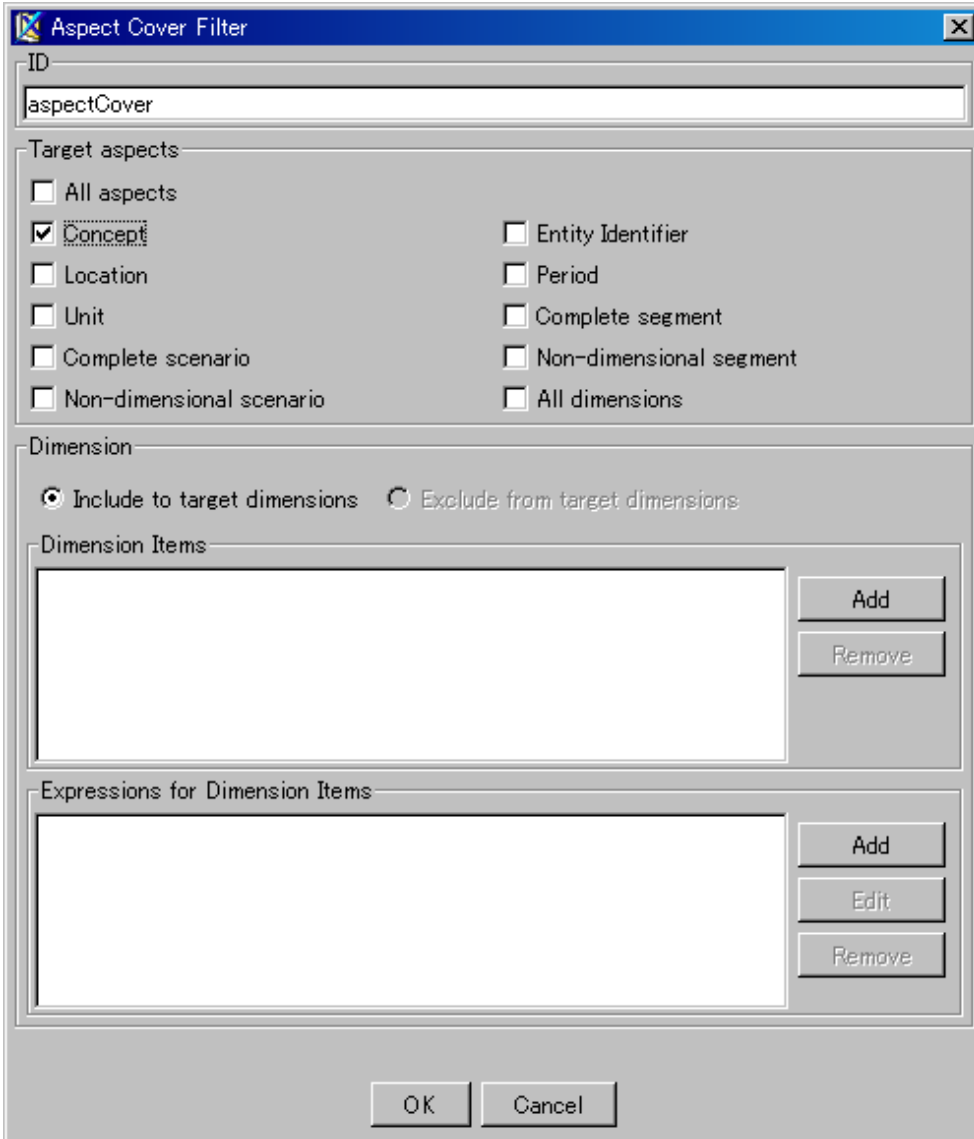 Aspect Cover Filter
ID
aspectCover
Target aspects
All aspects
Concept Entity Identifier
Location Period
Unit Complete segment
Complete scenario Non-dimensional segment
Non-dimensional scenario All dimensions
Dimension
Include to target dimensions Exclude from target dimensions
Dimension Items
Add
Remove
Expressions for Dimension Items
Add
Edit
Remove
OK Cancel